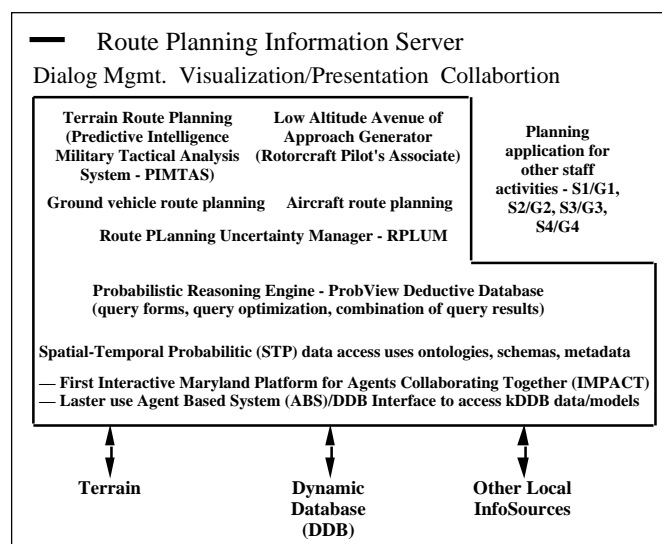 Route Planning Information Server
Dialog Mgmt. Visualization/Presentation Collabortion
Terrain Route Planning
(Predictive Intelligence
Military Tactical Analysis
System - PIMTAS)
Low Altitude Avenue of
Approach Generator
(Rotorcraft Pilot's Associate)
Planning
application for
other staff
activities - S1/G1,
S2/G2, S3/G3,
S4/G4
Ground vehicle route planning
Aircraft route planning
Route PLanning Uncertainty Manager - RPLUM
Probabilistic Reasoning Engine - ProbView Deductive Database
(query forms, query optimization, combination of query results)
Spatial-Temporal Probabilitic (STP) data access uses ontologies, schemas, metadata
— First Interactive Maryland Platform for Agents Collaborating Together (IMPACT)
— Laster use Agent Based System (ABS)/DDB Interface to access kDDB data/models
Terrain
Dynamic
Database
(DDB)
Other Local
InfoSources